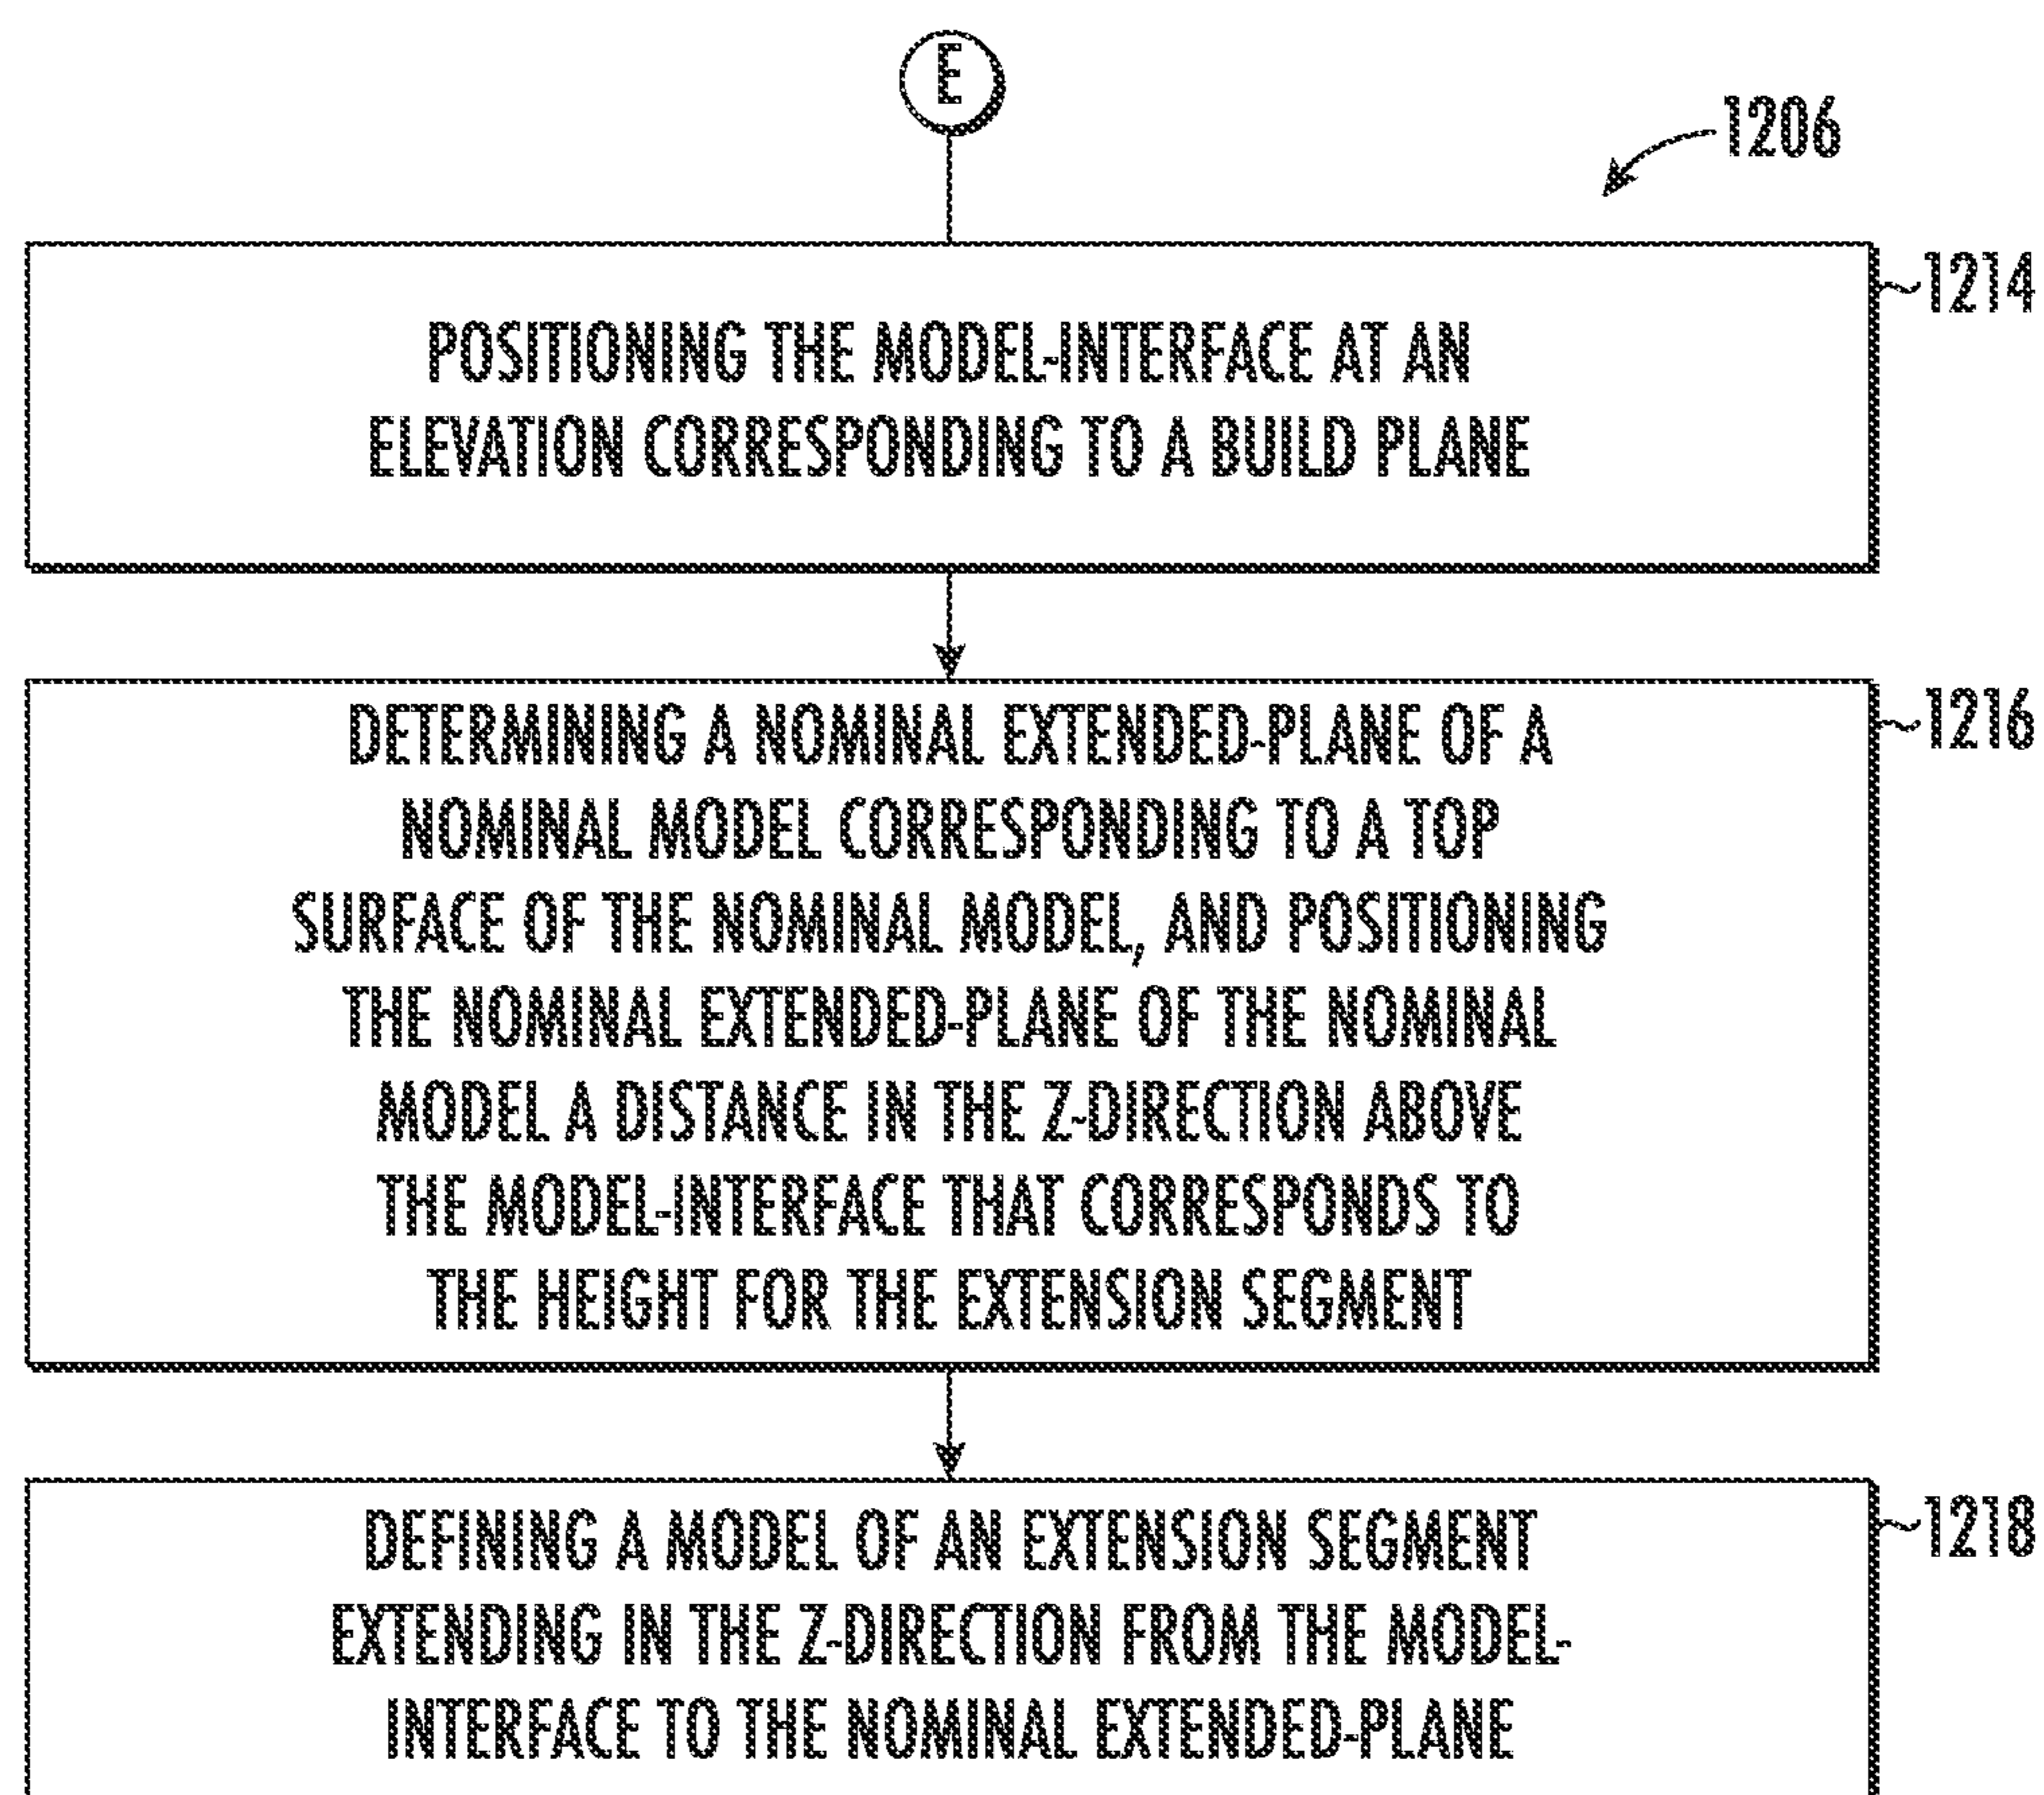 E
1206
1214
POSITIONING THE MODEL-INTERFACE AT AN
ELEVATION CORRESPONDING TO A BUILD PLANE
1216
DETERMINING A NOMINAL EXTENDED-PLANE OF A
NOMINAL MODEL CORRESPONDING TO A TOP
SURFACE OF THE NOMINAL MODEL, AND POSITIONING
THE NOMINAL EXTENDED-PLANE OF THE NOMINAL
MODEL A DISTANCE IN THE Z-DIRECTION ABOVE
THE MODEL-INTERFACE THAT CORRESPONDS TO
THE HEIGHT FOR THE EXTENSION SEGMENT
1218
DEFINING A MODEL OF AN EXTENSION SEGMENT
EXTENDING IN THE Z-DIRECTION FROM THE MODEL-
INTERFACE TO THE NOMINAL EXTENDED-PLANE